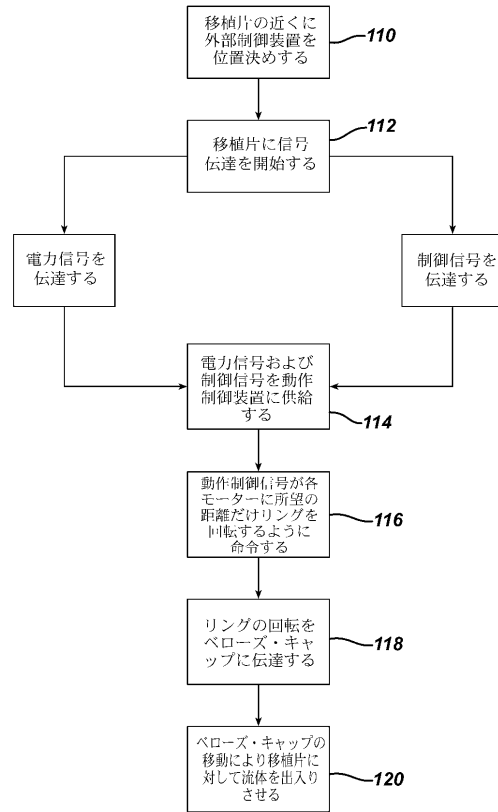 移植片の近くに
外部制御装置を
位置決めする
110
112
移植片に信号
伝達を開始する
電力信号を
伝達する
制御信号を
伝達する
電力信号および
制御信号を動作
制御装置に供給
する
114
動作制御信号が各
モーターに所望の
距離だけリングを
回転するように
命令する
116
リングの回転を
ベローズ・キャ
ップに伝達する
118
ベローズ・キャップの
移動により移植片に
対して流体を出入り
させる
120